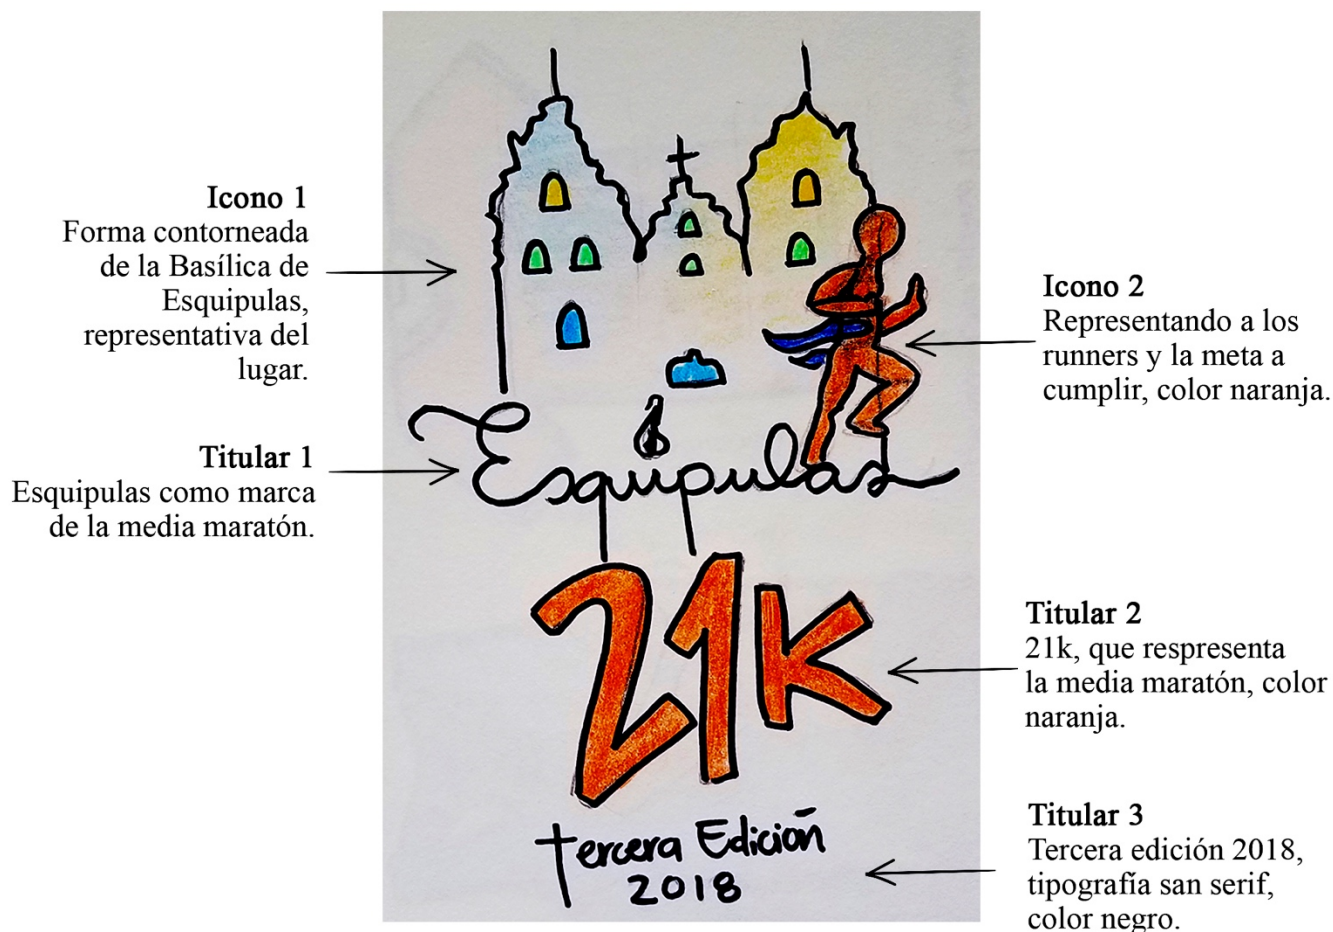 Icono 1
Forma contorneada
de la Basílica de
Esquipulas,
representativa del
lugar.
Titular 1
Esquipulas como marca
de la media maratón.
Esquipulas
21K
Tercera Edición
2018
Icono 2
Representando a los
runners y la meta a
cumplir, color naranja.
Titular 2
21k, que respresenta
la media maratón, color
naranja.
Titular 3
Tercera edición 2018,
tipografía san serif,
color negro.